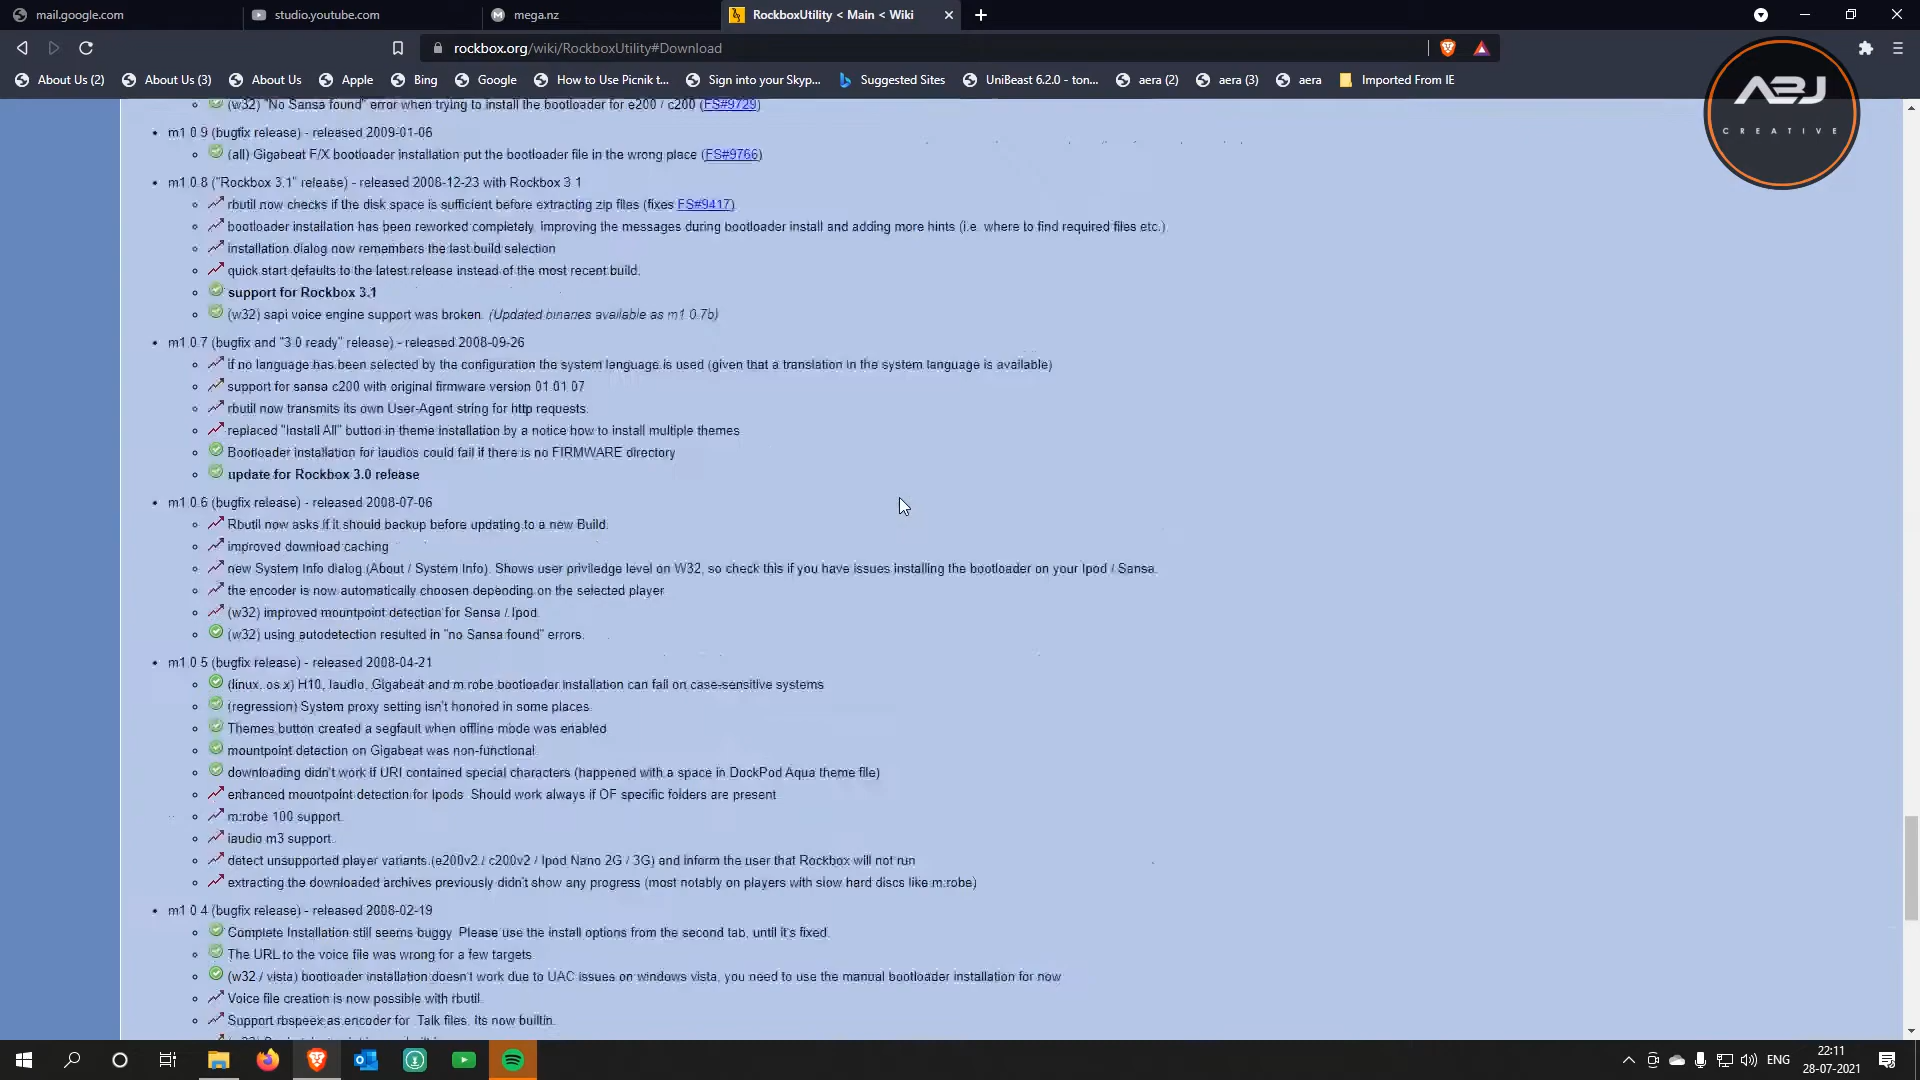 mail.google.com
studio.youtube.com
mega.nz
RockboxUtility < Main < Wiki
rockbox.org/wiki/RockboxUtility#Download
About Us (2)
About Us (3)
About Us
Apple
Bing
Google
How to Use Picnik t...
Sign into your Skyp...
Suggested Sites
UniBeast 6.2.0 - ton...
aera (2)
aera (3)
aera
Imported From IE
ABJ
CREATIVE
(w32) "No Sansa found" error when trying to install the bootloader for e200 / c200 (FS#9729)
m1.0.9 (bugfix release) - released 2009-01-06
(all) Gigabeat F/X bootloader installation put the bootloader file in the wrong place (FS#9766)
m1.0.8 ("Rockbox 3.1" release) - released 2008-12-23 with Rockbox 3.1
rbutil now checks if the disk space is sufficient before extracting zip files (fixes FS#9417)
bootloader installation has been reworked completely, improving the messages during bootloader install and adding more hints (i.e. where to find required files etc.)
installation dialog now remembers the last build selection
quick start defaults to the latest release instead of the most recent build.
support for Rockbox 3.1
(w32) sapi voice engine support was broken. (Updated binaries available as m1.0.7b)
m1.0.7 (bugfix and "3.0 ready" release) - released 2008-09-26
if no language has been selected by the configuration the system language is used (given that a translation in the system language is available)
support for sansa c200 with original firmware version 01.01.07
rbutil now transmits its own User-Agent string for http requests.
replaced "Install All" button in theme installation by a notice how to install multiple themes
Bootloader installation for Iaudios could fail if there is no FIRMWARE directory
update for Rockbox 3.0 release
m1.0.6 (bugfix release) - released 2008-07-06
Rbutil now asks if it should backup before updating to a new Build.
improved download caching
new System Info dialog (About / System Info). Shows user priviledge level on W32, so check this if you have issues installing the bootloader on your Ipod / Sansa.
the encoder is now automatically choosen depending on the selected player
(w32) improved mountpoint detection for Sansa / Ipod.
(w32) using autodetection resulted in "no Sansa found" errors.
m1.0.5 (bugfix release) - released 2008-04-21
(linux, os x) H10, Iaudio, Gigabeat and m:robe bootloader installation can fail on case-sensitive systems
(regression) System proxy setting isn't honored in some places.
Themes button created a segfault when offline mode was enabled
mountpoint detection on Gigabeat was non-functional
downloading didn't work if URI contained special characters (happened with a space in DockPod Aqua theme file)
enhanced mountpoint detection for Ipods. Should work always if OF specific folders are present
m:robe 100 support.
iaudio m3 support.
detect unsupported player variants (e200v2 / c200v2 / Ipod Nano 2G / 3G) and inform the user that Rockbox will not run
extracting the downloaded archives previously didn't show any progress (most notably on players with slow hard discs like m:robe)
m1.0.4 (bugfix release) - released 2008-02-19
Complete Installation still seems buggy. Please use the install options from the second tab, until it's fixed.
The URL to the voice file was wrong for a few targets
(w32 / vista) bootloader installation doesn't work due to UAC issues on windows vista, you need to use the manual bootloader installation for now
Voice file creation is now possible with rbutil.
Support rbspeex as encoder for .Talk files. Its now builtin.
ENG
22:11
28-07-2021